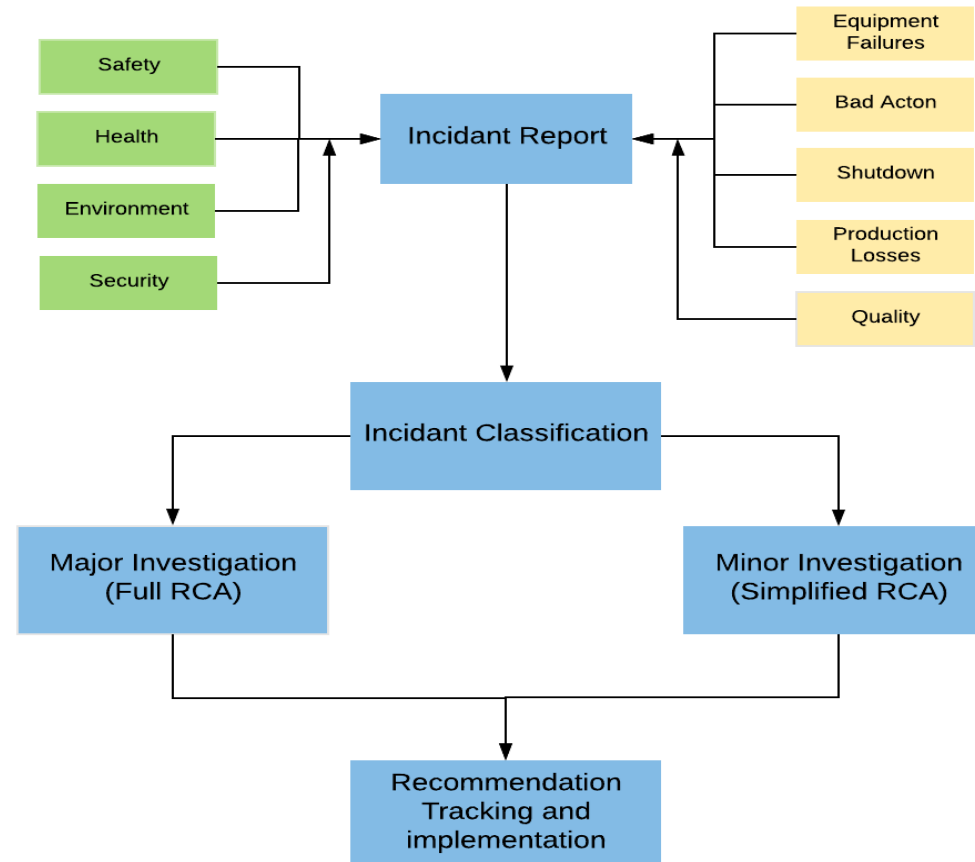 Safety
Health
Environment
Security
Incidant Report
Equipment
Failures
Bad Acton
Shutdown
Production
Losses
Quality
Incidant Classification
Major Investigation
(Full RCA)
Minor Investigation
(Simplified RCA)
Recommendation
Tracking and
implementation